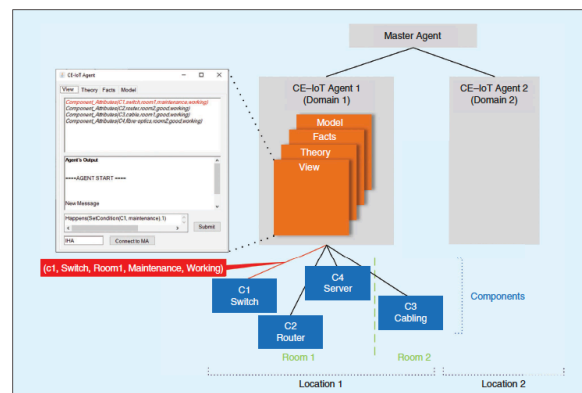 Master Agent
CE-IoT Agent
View Theory Facts Model
Component_Attributes(C1,switch,room1,maintenance,working)
Component_Attributes(C2,router,room2,good,working)
Component_Attributes(C3,cable,room1,good,working)
Component_Attributes(C4,fibre-optics,room2,good,working)
Agent's Output
====AGENT START ====
New Message
Happens(SetCondition(C1, maintenance),1)
Submit
IHA
Connect to MA
CE–IoT Agent 1
(Domain 1)
CE–IoT Agent 2
(Domain 2)
Model
Facts
Theory
View
(c1, Switch, Room1, Maintenance, Working)
C1
Switch
C2
Router
C4
Server
C3
Cabling
Components
Room 1
Room 2
Location 1
Location 2